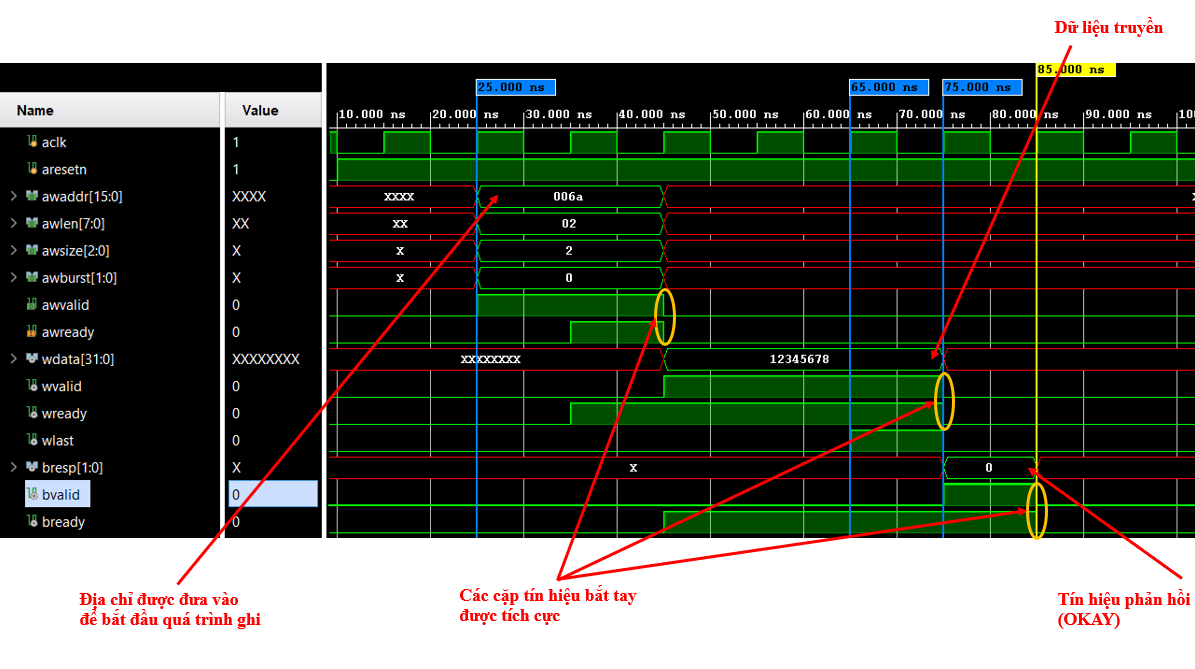 Dữ liệu truyền
85.000 ns
25.000 ns
65.000 ns
75.000 ns
Name
Value
10.000 ns
20.000 ns
30.000 ns
40.000 ns
60.000 ns
70.000 ns
80.000 ns
90.000 ns
aclk
1
aresetn
1
awaddr[15:0]
XXXX
XXXX
006a
awlen[7:0]
XX
XX
02
awsize[2:0]
X
X
2
awburst[1:0]
X
X
0
awvalid
0
awready
0
wdata[31:0]
XXXXXXXX
XXXXXXXX
12345678
wvalid
0
wready
0
wlast
0
bresp[1:0]
X
X
0
bvalid
0
bready
0
Địa chỉ được đưa vào
để bắt đầu quá trình ghi
Các cặp tín hiệu bắt tay
được tích cực
Tín hiệu phản hồi
(OKAY)